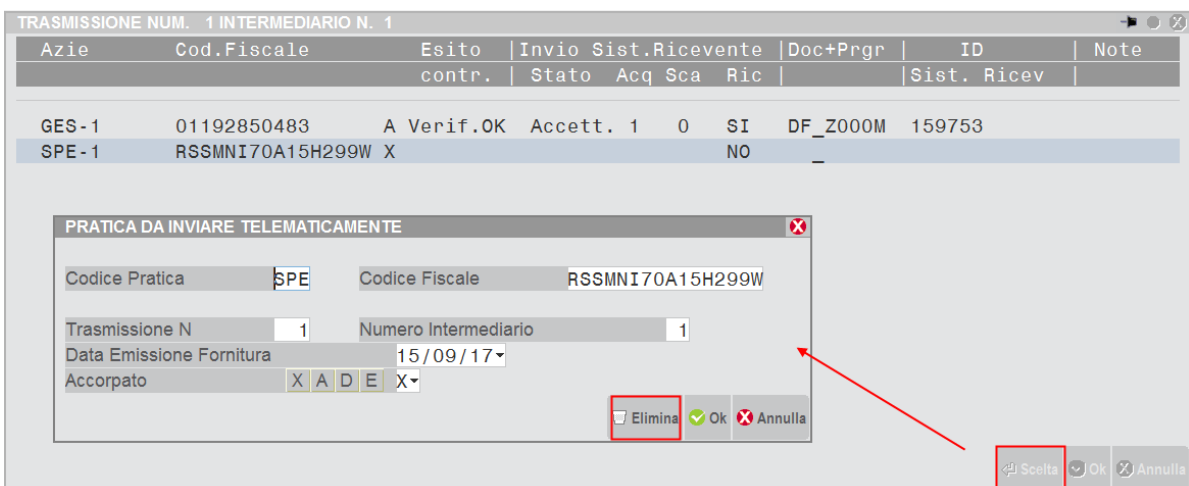 TRASMISSIONE NUM. 1 INTERMEDIARIO N. 1
Azie Cod.Fiscale Esito |Invio Sist.Ricevente |Doc+Prgr | ID | Note
contr. | Stato Acq Sca Ric | |Sist. Ricev |
GES-1 01192850483 A Verif.OK Accett. 1 0 SI DF_Z000M 159753
SPE-1 RSSMNI70A15H299W X NO _
PRATICA DA INVIARE TELEMATICAMENTE
Codice Pratica SPE Codice Fiscale RSSMNI70A15H299W
Trasmissione N 1 Numero Intermediario 1
Data Emissione Fornitura 15/09/17
Accorpato X A D E X
Elimina Ok Annulla
Scelta Ok Annulla